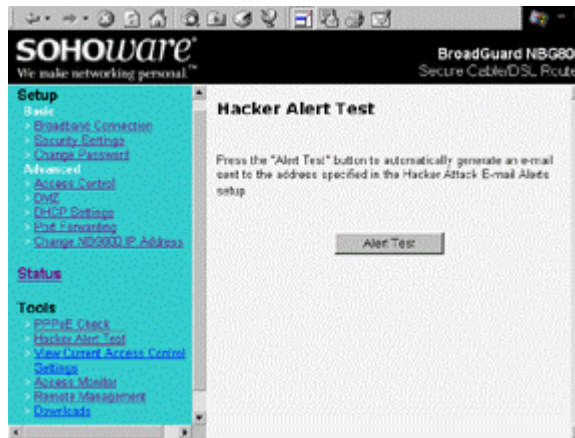 SOHOware
We make networking personal.™
BroadGuard NBG80
Secure Cable/DSL Route
Setup
Basic
> Broadband Connection
> Security Settings
> Change Password
Advanced
> Access Control
> DMZ
> DHCP Settings
> Port Forwarding
> Change NBG800 IP Address
Status
Tools
> PPPoE Check
> Hacker Alert Test
> View Current Access Control
Settings
> Access Monitor
> Remote Management
> Downloads
Hacker Alert Test
Press the "Alert Test" button to automatically generate an e-mail
sent to the address specified in the Hacker Attack E-mail Alerts
setup.
Alert Test